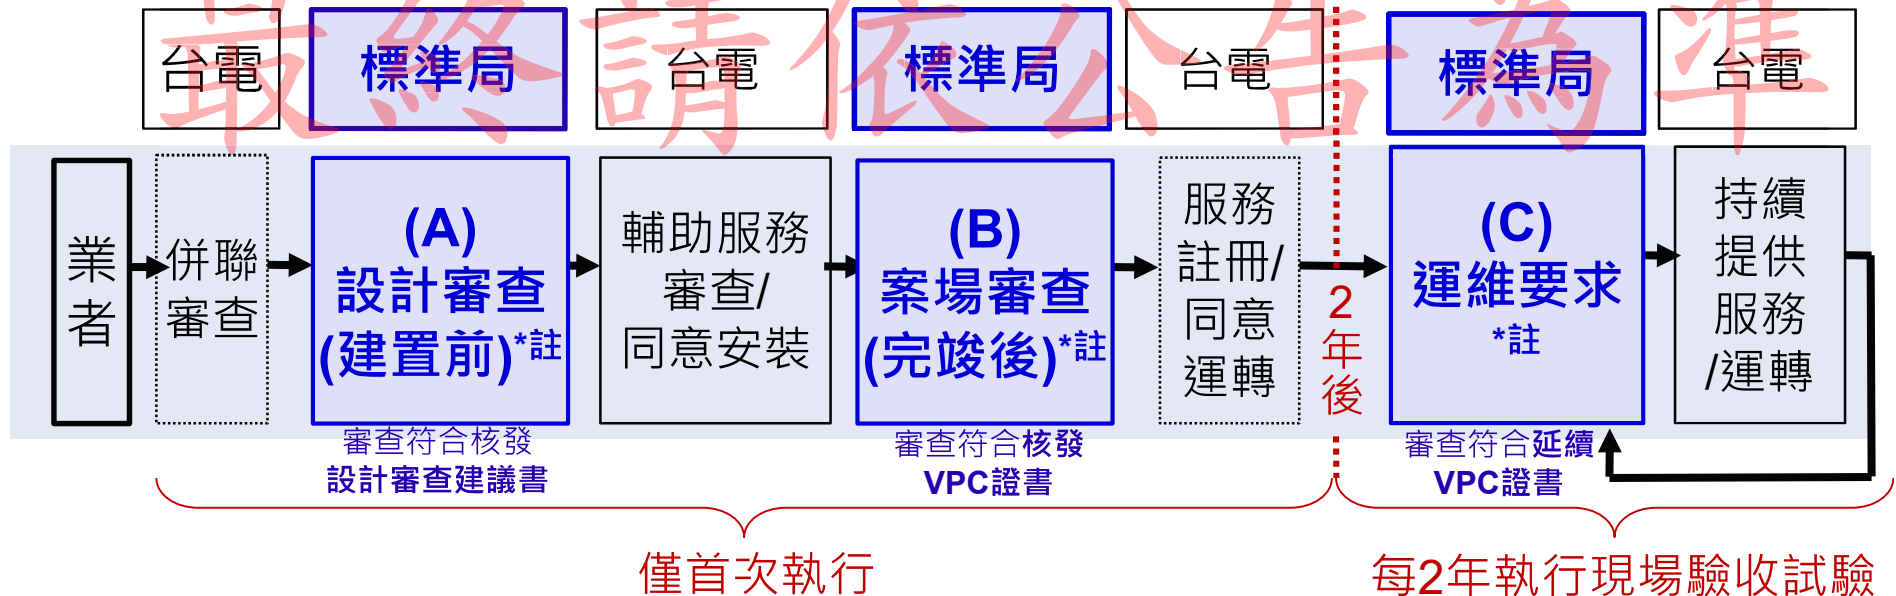 最終請依公告為準
台電
標準局
台電
標準局
台電
標準局
台電
業
者
併聯
審查
(A)
設計審查
(建置前)*註
輔助服務
審查/
同意安裝
(B)
案場審查
(完竣後)*註
服務
註冊/
同意
運轉
2
年
後
(C)
運維要求
*註
持續
提供
服務
/運轉
審查符合核發
設計審查建議書
審查符合核發
VPC證書
審查符合延續
VPC證書
僅首次執行
每2年執行現場驗收試驗